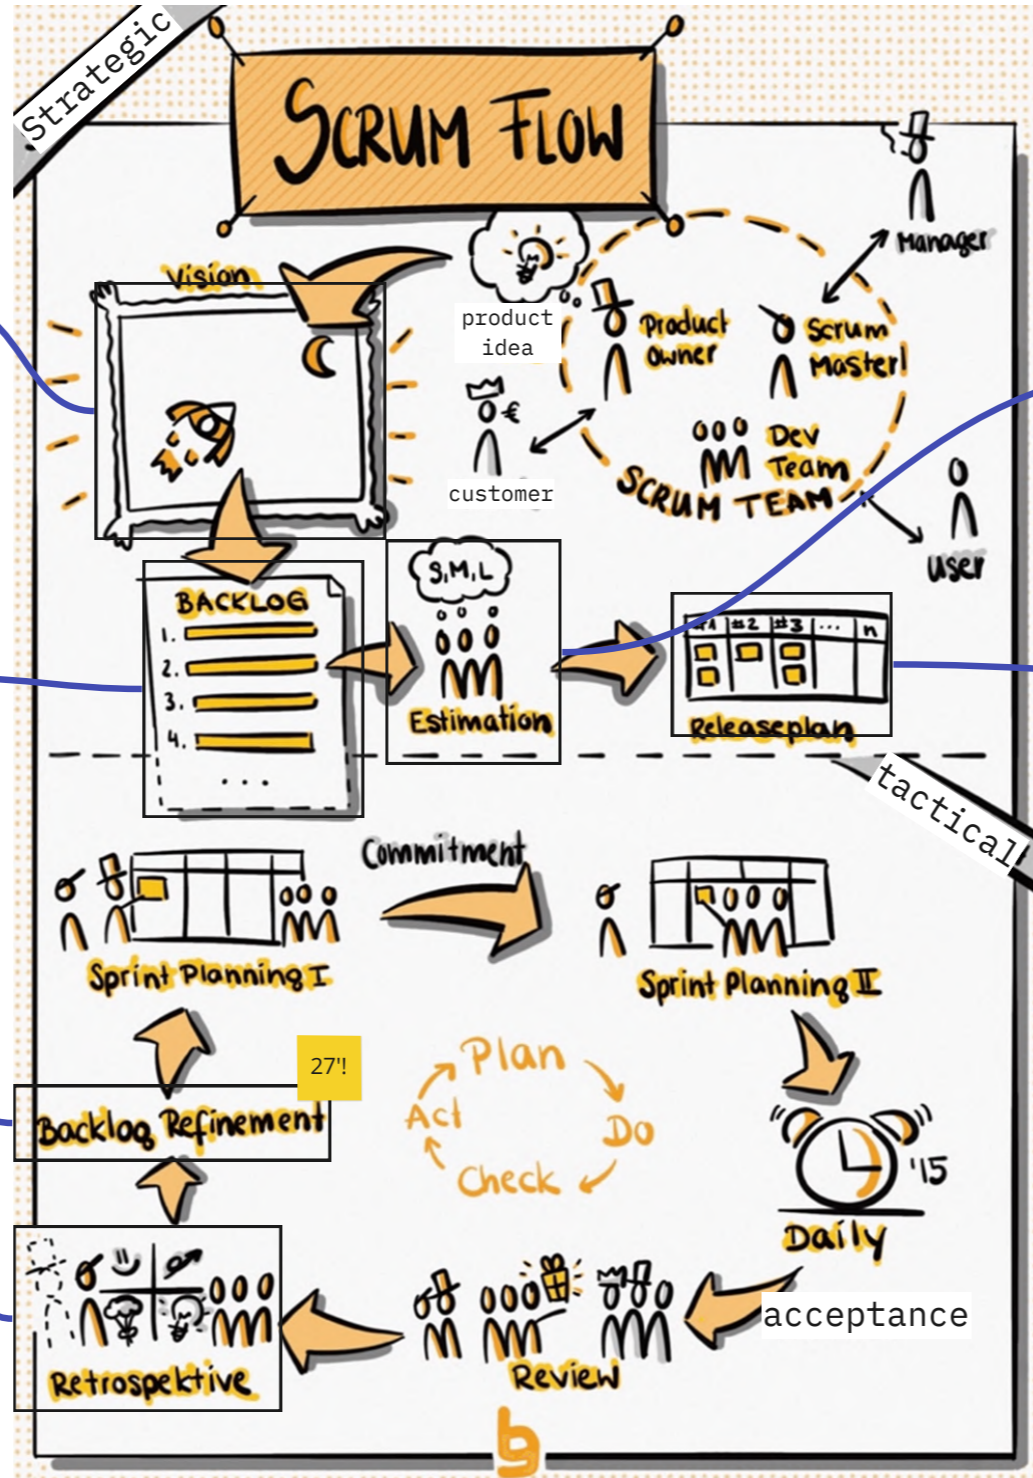 Strategic
SCRUM FLOW
Manager
Vision
product
idea
Product
Owner
Scrum
Master
Dev
Team
SCRUM TEAM
€
customer
User
BACKLOG
1.
2.
3.
4.
...
S,M,L
Estimation
#1 #2 #3 ... n
Releaseplan
tactical
Commitment
Sprint Planning I
Sprint Planning II
27'!
Backlog Refinement
Plan
Do
Check
Act
'15
Daily
acceptance
Review
Retrospektive